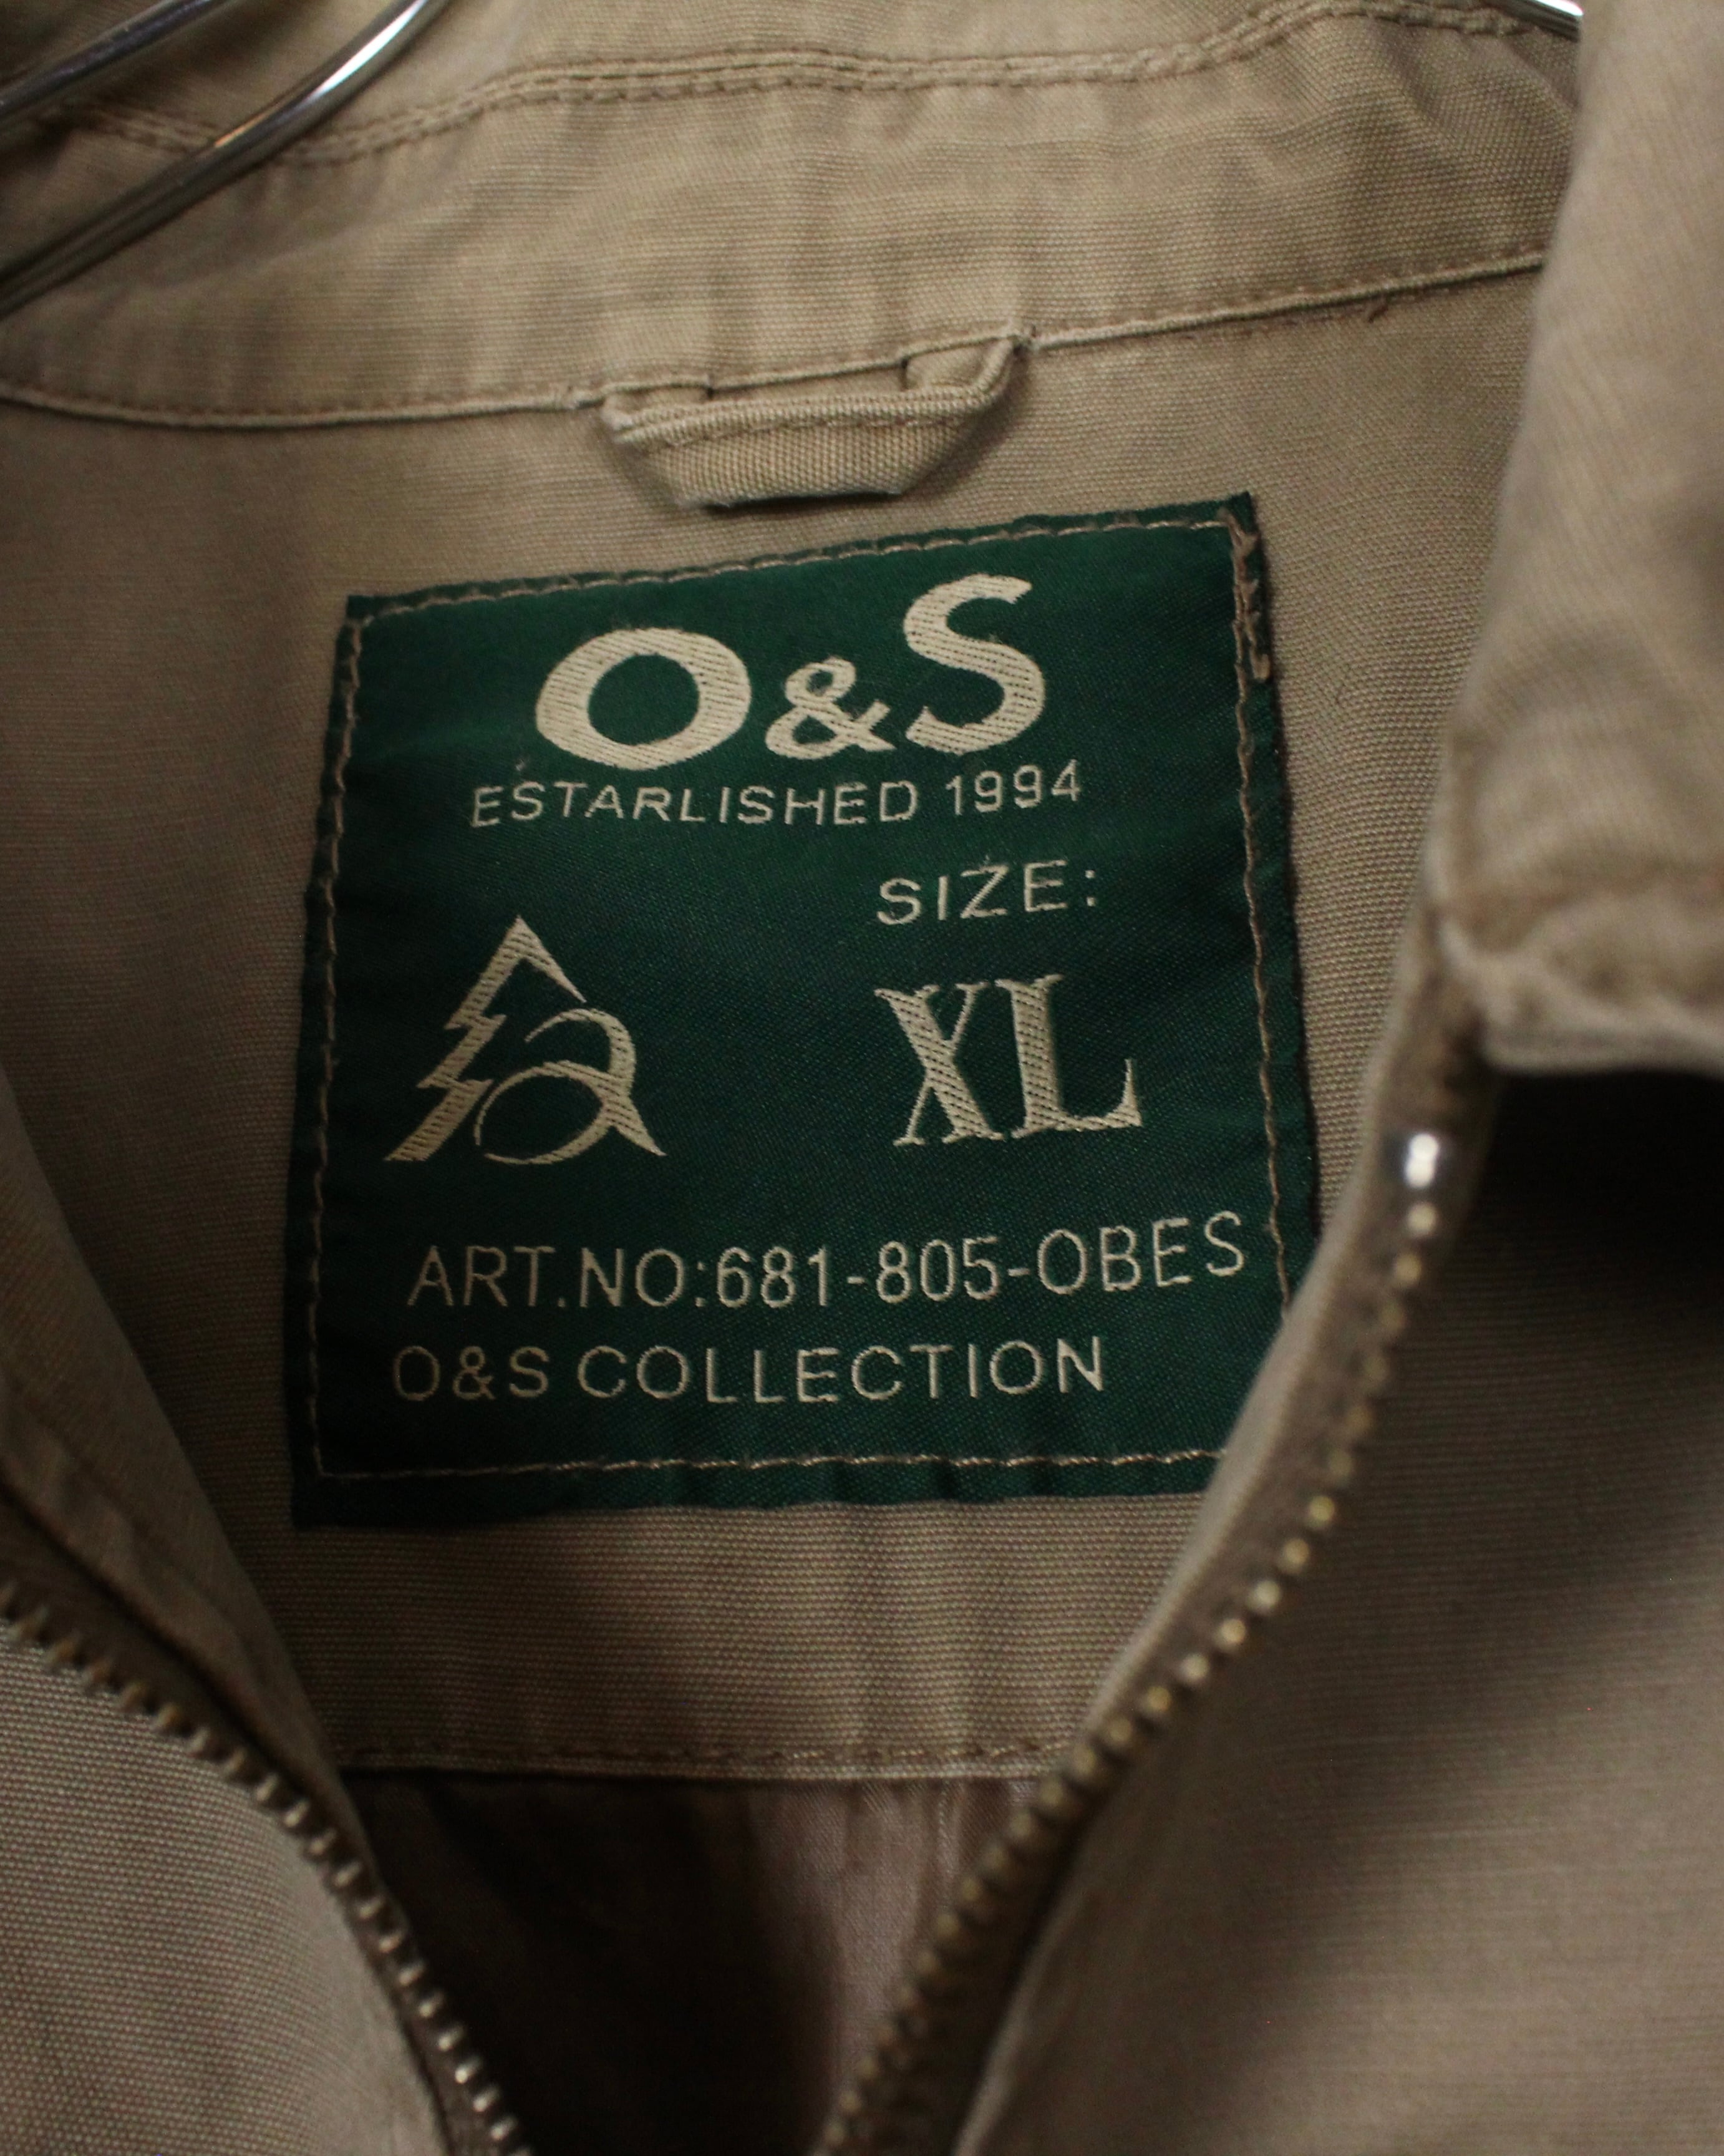 O&S
ESTARLISHED 1994
SIZE:
XL
ART.NO:681-805-OBES
O&S COLLECTION